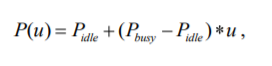 P(u) = P_idle + (P_busy − P_idle) * u ,